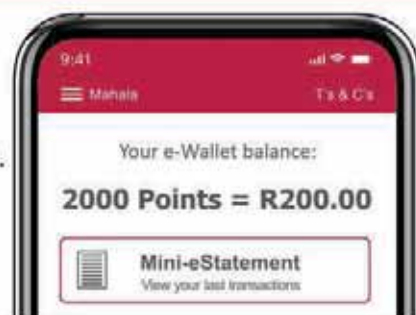 9:41
Mahala T's & C's
Your e-Wallet balance:
2000 Points = R200.00
Mini-eStatement
View your last transactions